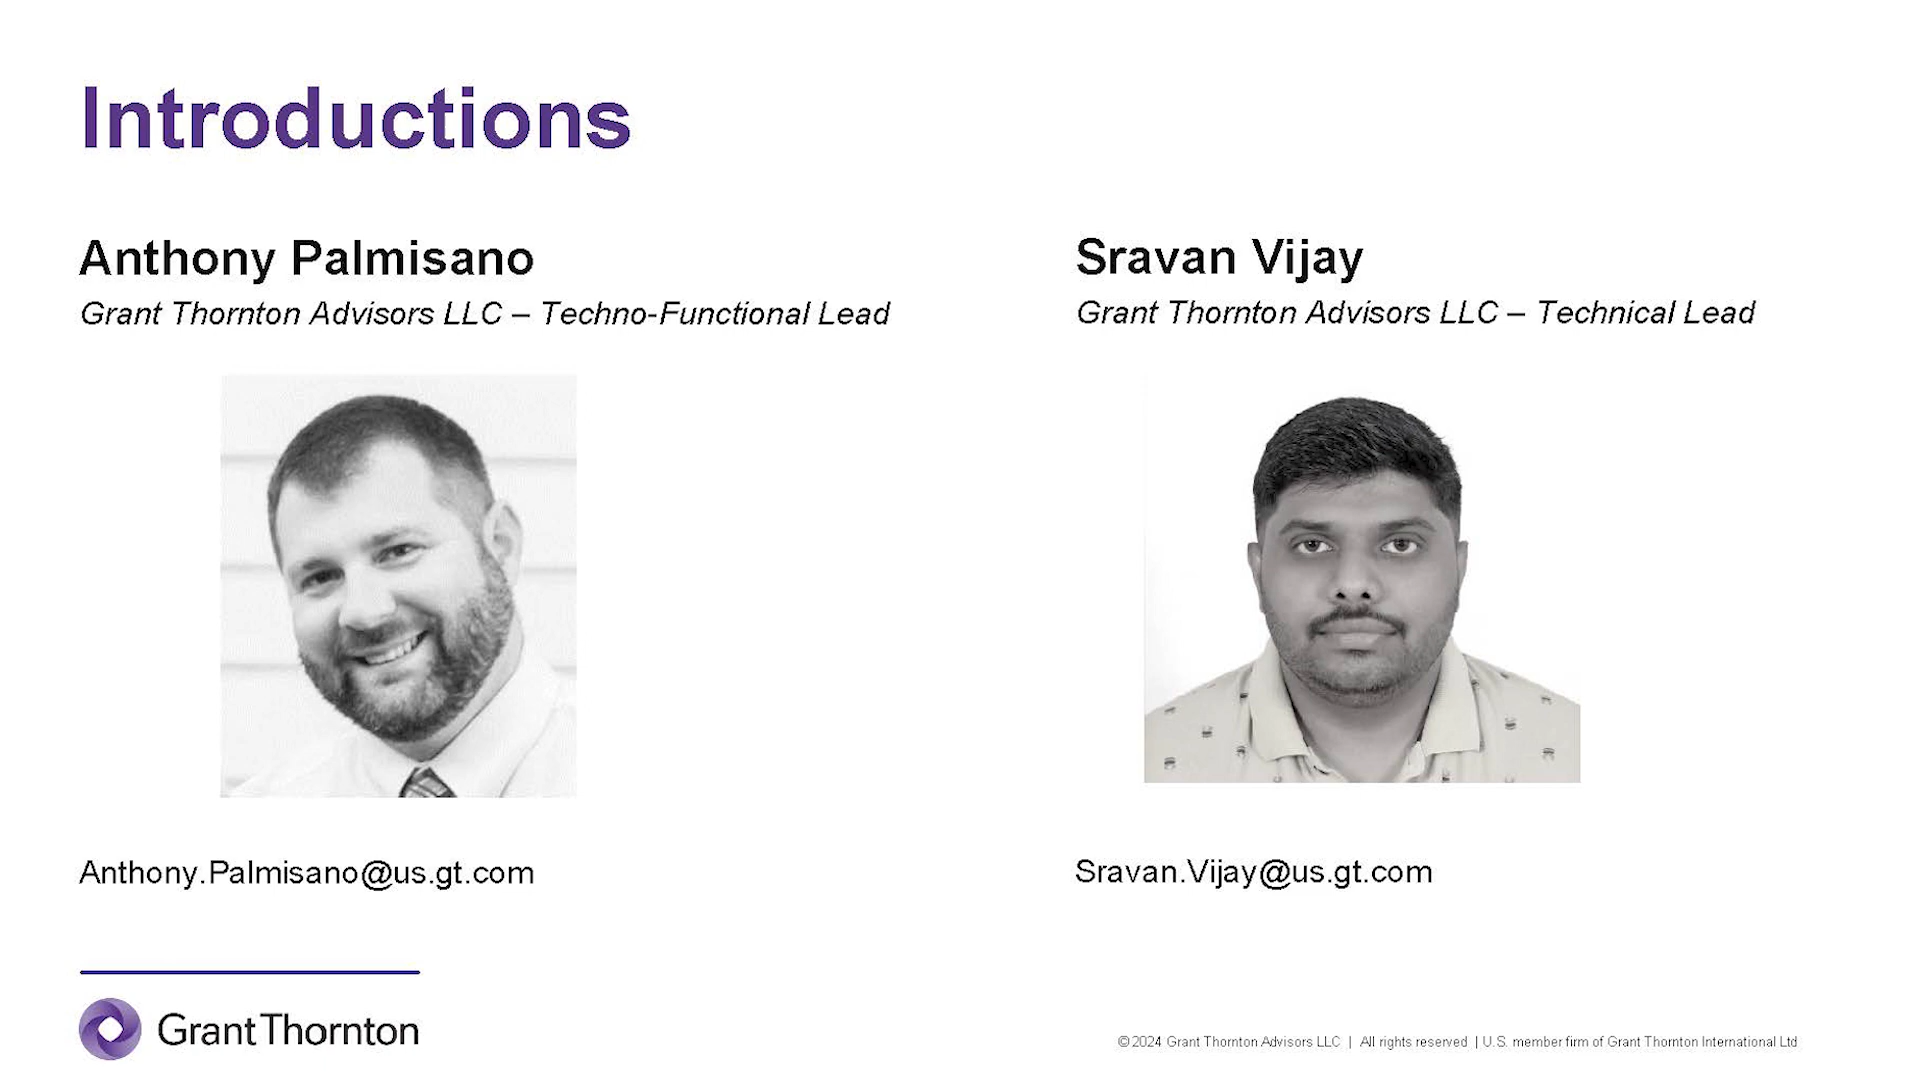 Introductions
Anthony Palmisano
Grant Thornton Advisors LLC – Techno-Functional Lead
Anthony.Palmisano@us.gt.com
Sravan Vijay
Grant Thornton Advisors LLC – Technical Lead
Sravan.Vijay@us.gt.com
Grant Thornton
© 2024 Grant Thornton Advisors LLC | All rights reserved | U.S. member firm of Grant Thornton International Ltd